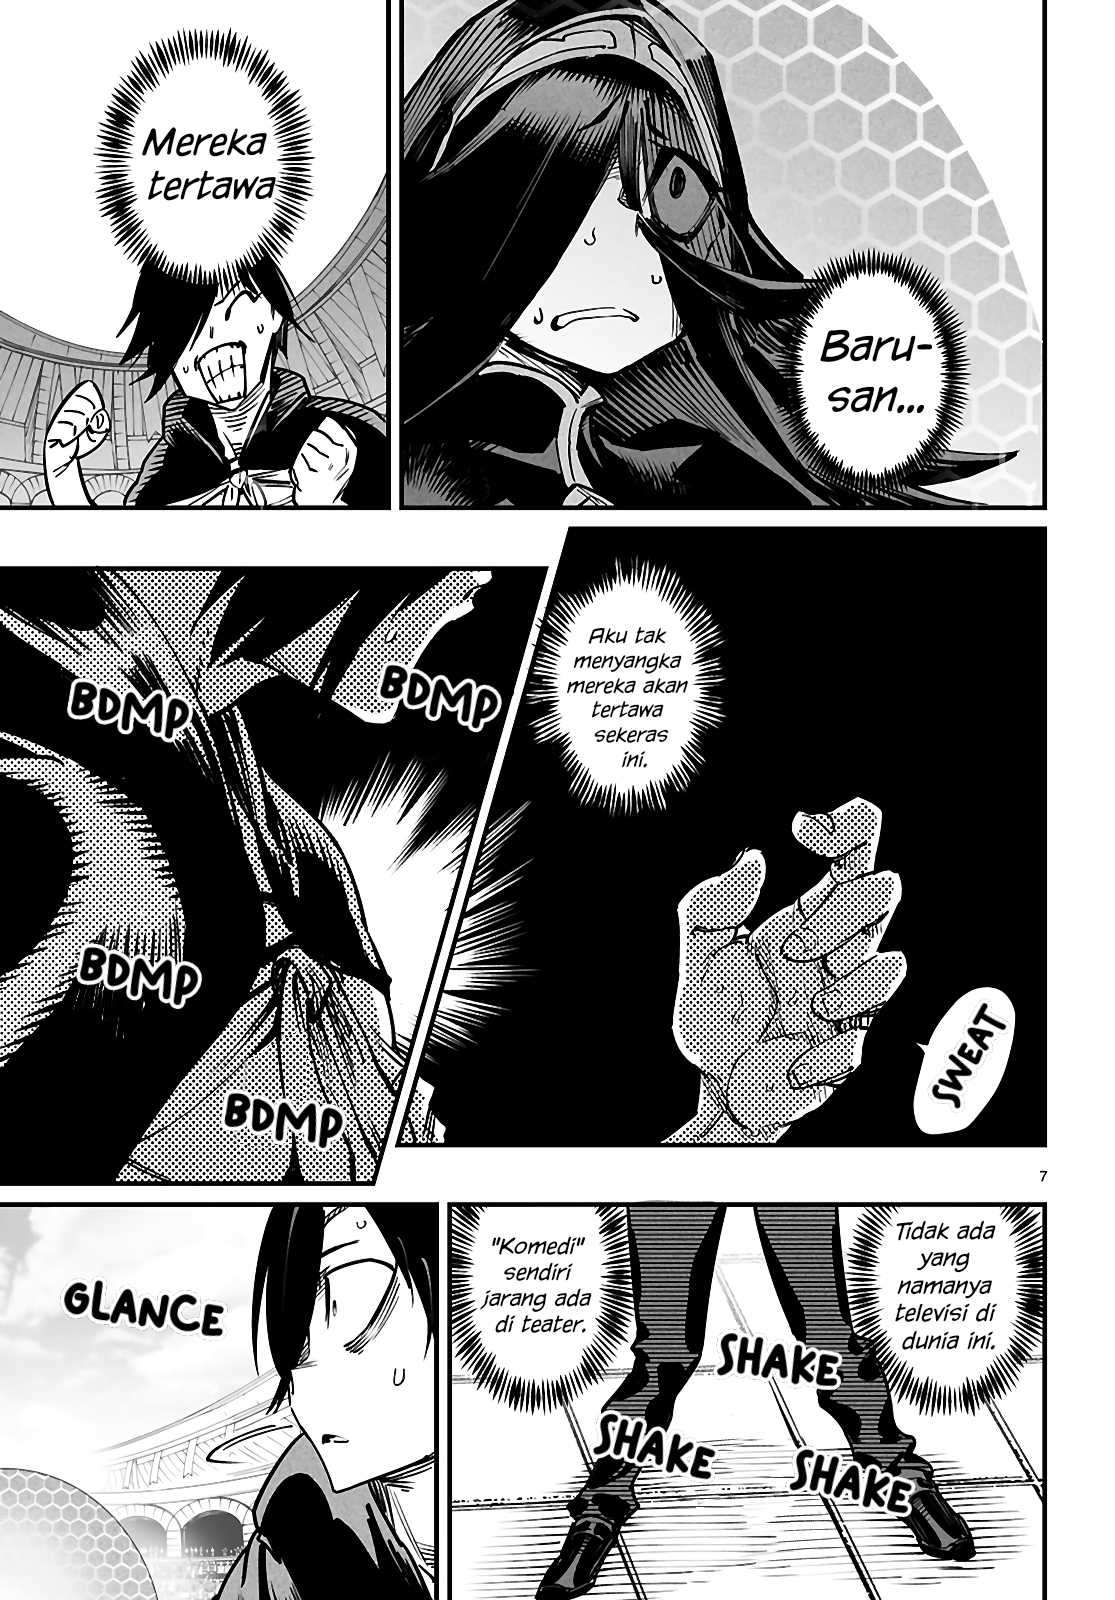 Baru-
san...
Mereka
tertawa
Aku tak
menyangka
mereka akan
tertawa
sekeras
ini.
SWEAT
BDMP
BDMP
BDMP
BDMP
7
Tidak ada
yang
namanya
televisi di
dunia ini.
"Komedi"
sendiri
jarang ada
di teater.
SHAKE
SHAKE
SHAKE
GLANCE